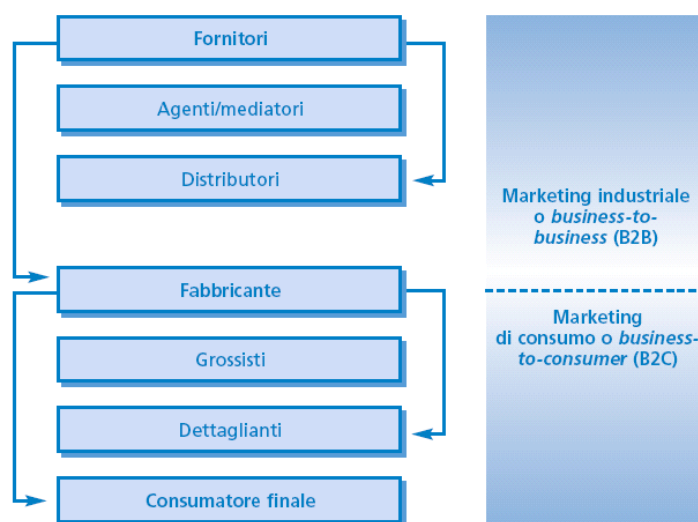 Fornitori
Agenti/mediatori
Distributori
Marketing industriale
o business-to-
business (B2B)
Fabbricante
Marketing
di consumo o business-
to-consumer (B2C)
Grossisti
Dettaglianti
Consumatore finale